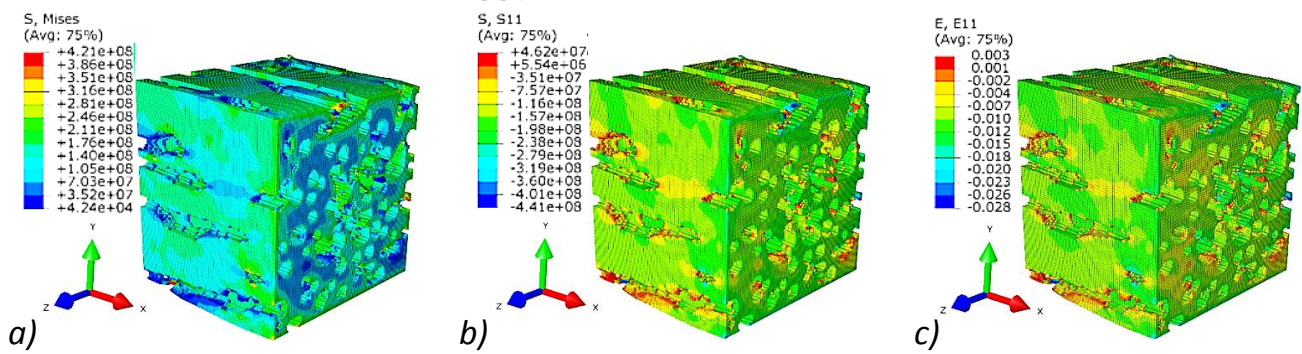 S, Mises
(Avg: 75%)
+4.21e+08
+3.86e+08
+3.51e+08
+3.16e+08
+2.81e+08
+2.46e+08
+2.11e+08
+1.76e+08
+1.40e+08
+1.05e+08
+7.03e+07
+3.52e+07
+4.24e+04
Y
Z
X
a)
S, S11
(Avg: 75%)
+4.62e+07
+5.54e+06
-3.51e+07
-7.57e+07
-1.16e+08
-1.57e+08
-1.98e+08
-2.38e+08
-2.79e+08
-3.19e+08
-3.60e+08
-4.01e+08
-4.41e+08
Y
Z
X
b)
E, E11
(Avg: 75%)
0.003
0.001
-0.002
-0.004
-0.007
-0.010
-0.012
-0.015
-0.018
-0.020
-0.023
-0.026
-0.028
Y
Z
X
c)